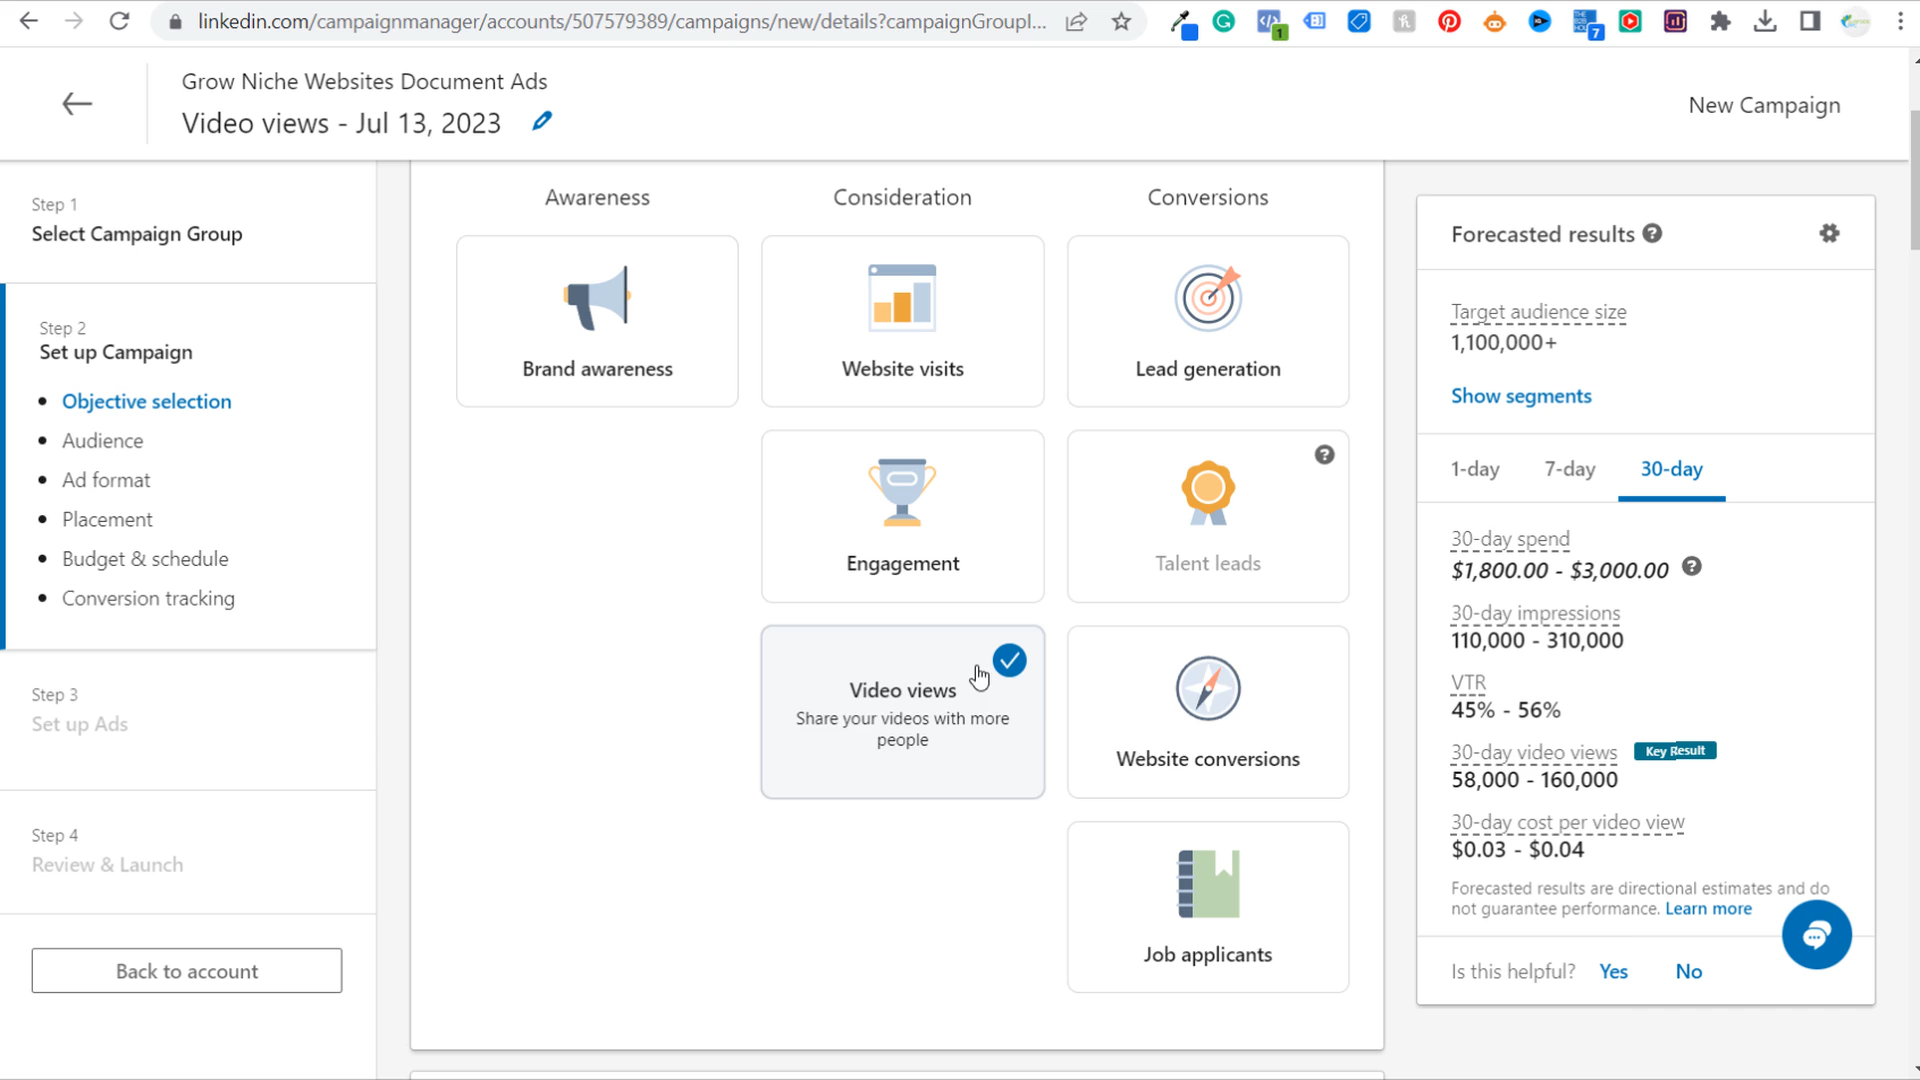 linkedin.com/campaignmanager/accounts/507579389/campaigns/new/details?campaignGroupI...
1
7
Grow Niche Websites Document Ads
Video views - Jul 13, 2023
New Campaign
Step 1
Select Campaign Group
Step 2
Set up Campaign
Objective selection
Audience
Ad format
Placement
Budget & schedule
Conversion tracking
Step 3
Set up Ads
Step 4
Review & Launch
Back to account
Awareness
Consideration
Conversions
Brand awareness
Website visits
Lead generation
Engagement
Talent leads
Video views
Share your videos with more
people
Website conversions
Job applicants
Forecasted results
Target audience size
1,100,000+
Show segments
1-day 7-day 30-day
30-day spend
$1,800.00 - $3,000.00
30-day impressions
110,000 - 310,000
VTR
45% - 56%
30-day video views Key Result
58,000 - 160,000
30-day cost per video view
$0.03 - $0.04
Forecasted results are directional estimates and do
not guarantee performance. Learn more
Is this helpful? Yes No